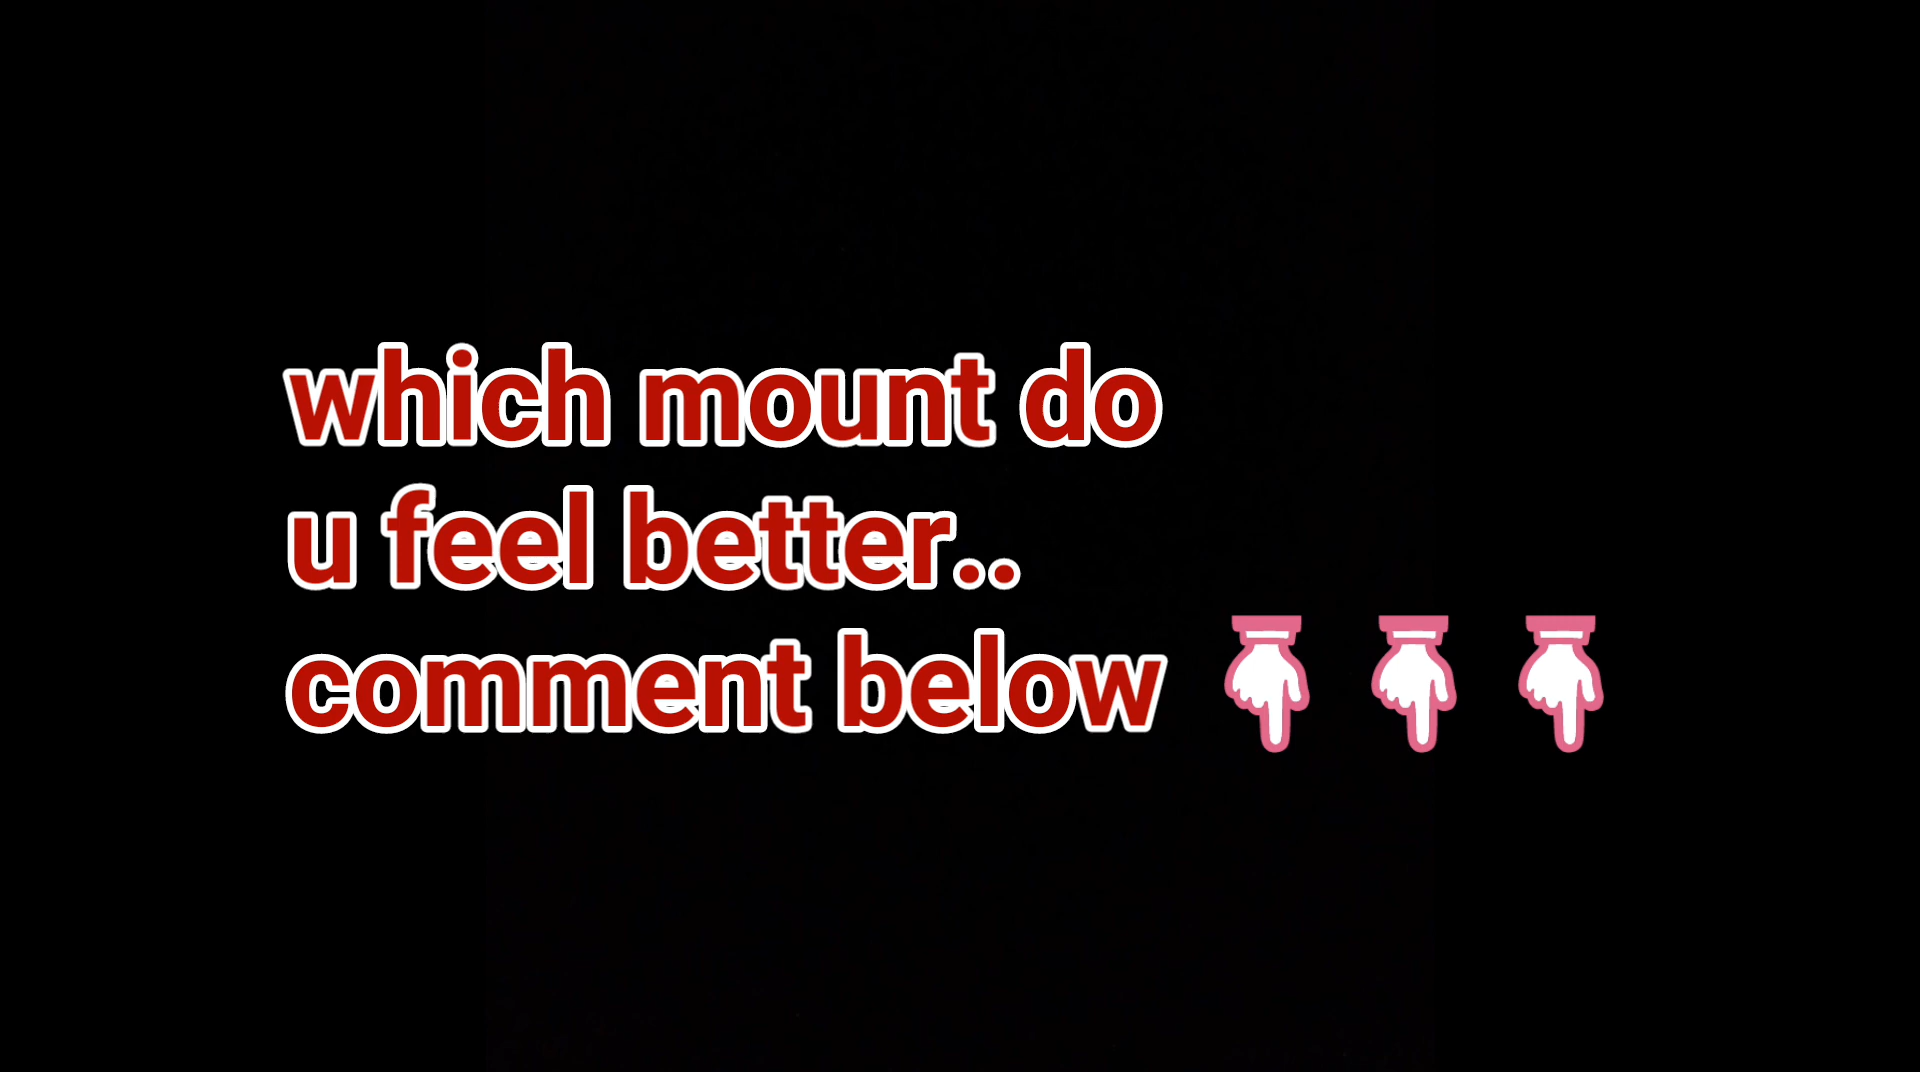 which mount do
u feel better..
comment below 👇 👇 👇